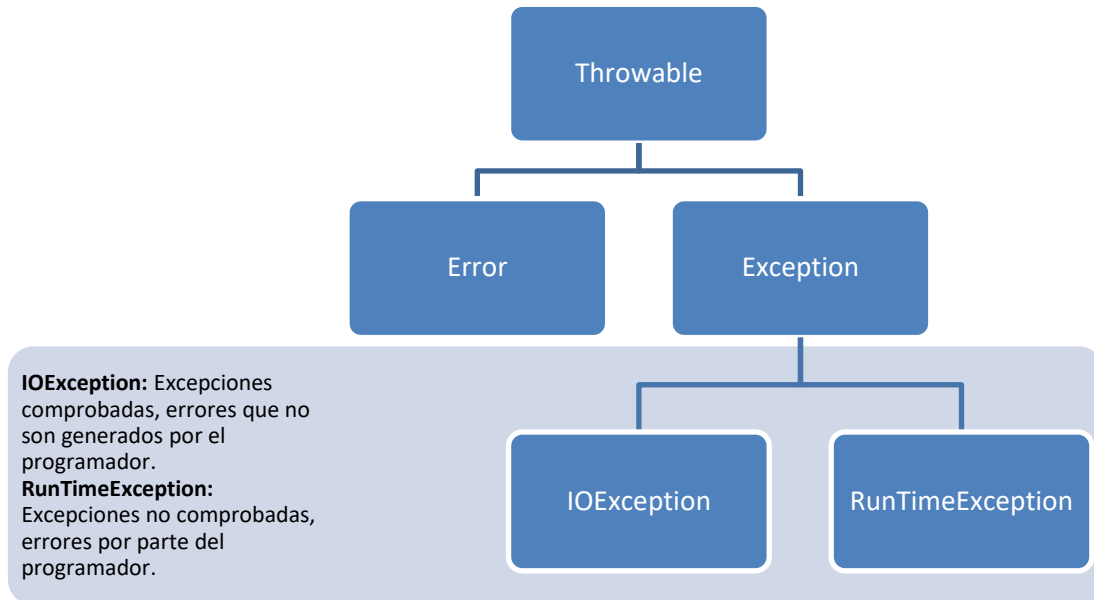 Throwable
Error
Exception
IOException: Excepciones
comprobadas, errores que no
son generados por el
programador.
RunTimeException:
Excepciones no comprobadas,
errores por parte del
programador.
IOException
RunTimeException